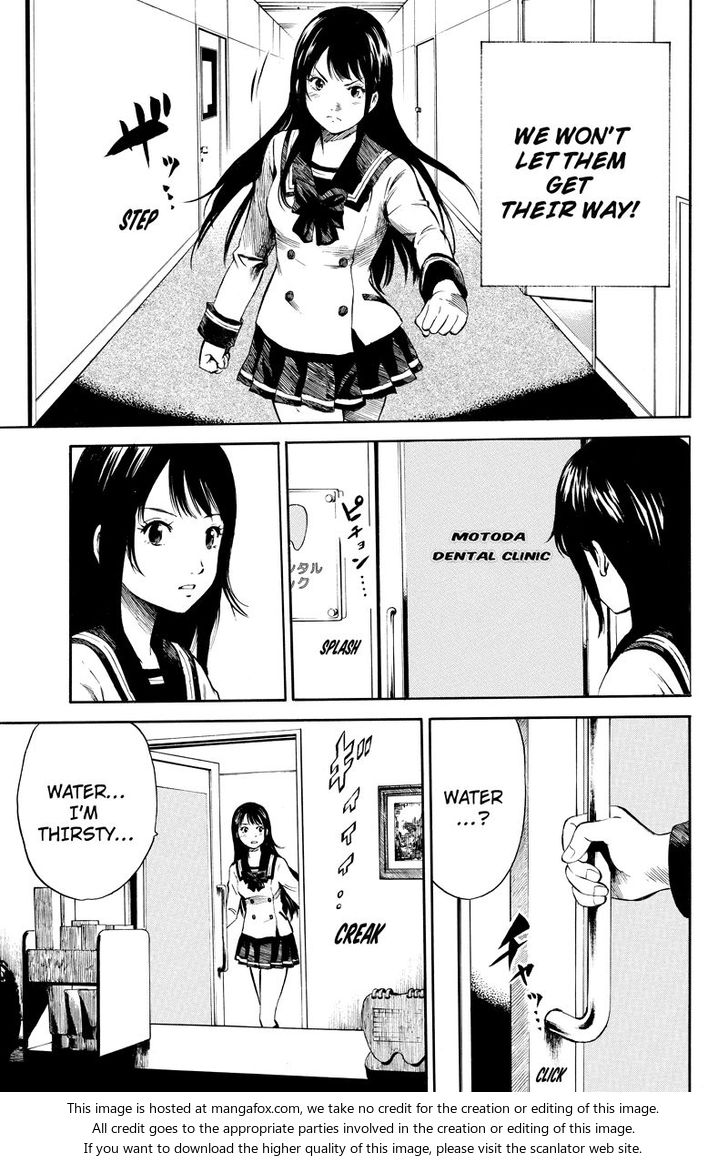 WE WON'T
LET THEM
GET
THEIR WAY!
ザッ…
STEP
MOTODA
DENTAL CLINIC
ピチョン……
ンタル
ック
SPLASH
WATER
...?
ガチャッ…
CLICK
ギィィィ…
CREAK
WATER...
I'M
THIRSTY...
This image is hosted at mangafox.com, we take no credit for the creation or editing of this image.
All credit goes to the appropriate parties involved in the creation or editing of this image.
If you want to download the higher quality of this image, please visit the scanlator web site.